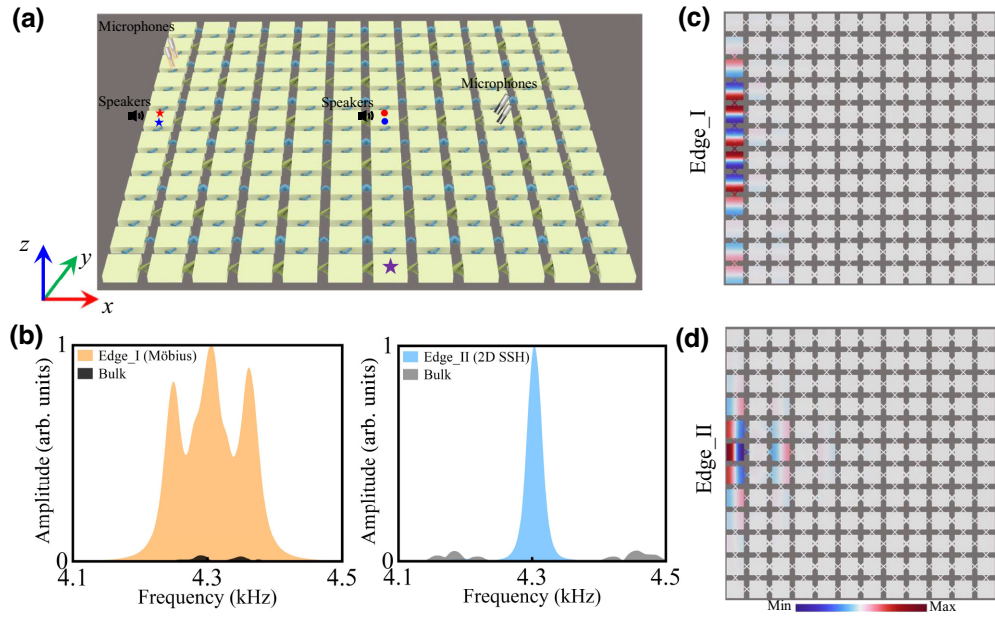 (a)
Microphones
Speakers
Speakers
Microphones
z
y
x
(b)
1
Edge_I (Möbius)
Bulk
Amplitude (arb. units)
0
4.1
4.3
4.5
Frequency (kHz)
1
Edge_II (2D SSH)
Bulk
Amplitude (arb. units)
0
4.1
4.3
4.5
Frequency (kHz)
(c)
Edge_I
(d)
Edge_II
Min
Max